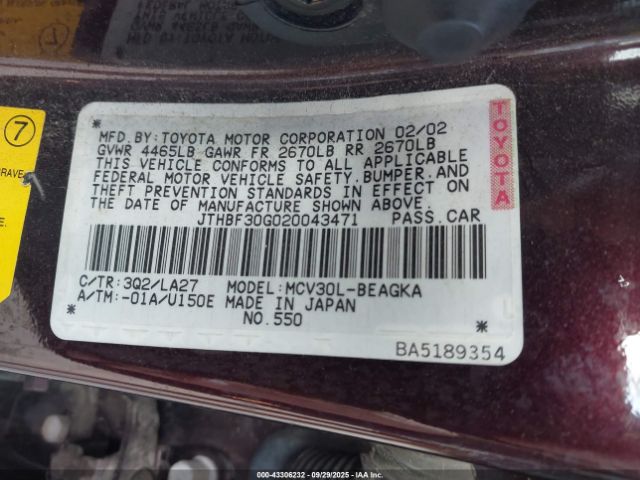 MFD. BY: TOYOTA MOTOR CORPORATION 02/02
GVWR 4465LB GAWR FR 2670LB RR 2670LB
THIS VEHICLE CONFORMS TO ALL APPLICABLE
FEDERAL MOTOR VEHICLE SAFETY, BUMPER, AND
THEFT PREVENTION STANDARDS IN EFFECT ON
THE DATE OF MANUFACTURE SHOWN ABOVE.
*JTHBF30G020043471* PASS. CAR
C/TR: 3Q2/LA27 MODEL: MCV30L-BEAGKA
A/TM: -01A/U150E MADE IN JAPAN
NO. 550
BA5189354
TOYOTA
7
RAVE
000-43306232 - 09/29/2025 - IAAI.COM